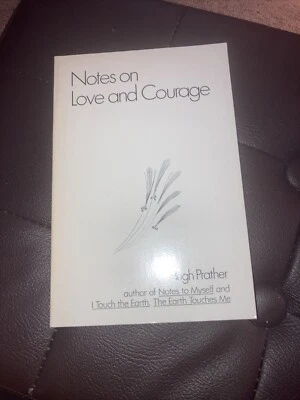 Notes on
Love and Courage
Prather
author of Notes to Myself and
I Touch the Earth, The Earth Touches Me